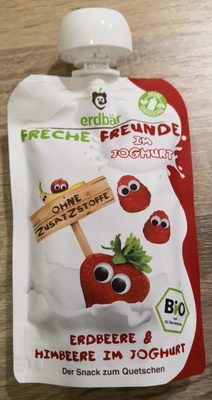 erdbär
FRECHE FREUNDE
IM
JOGHURT
OHNE
ZUSATZSTOFFE
BiO
ERDBEERE &
HIMBEERE IM JOGHURT
Der Snack zum Quetschen